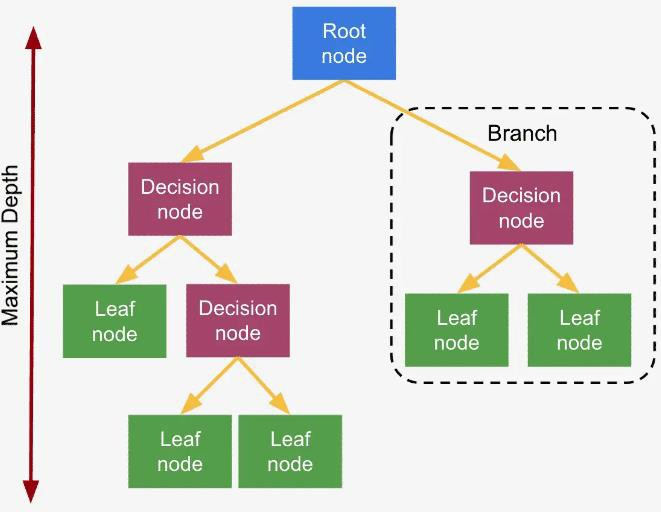 Root
node
Branch
Decision
node
Decision
node
Maximum Depth
Leaf
node
Decision
node
Leaf
node
Leaf
node
Leaf
node
Leaf
node